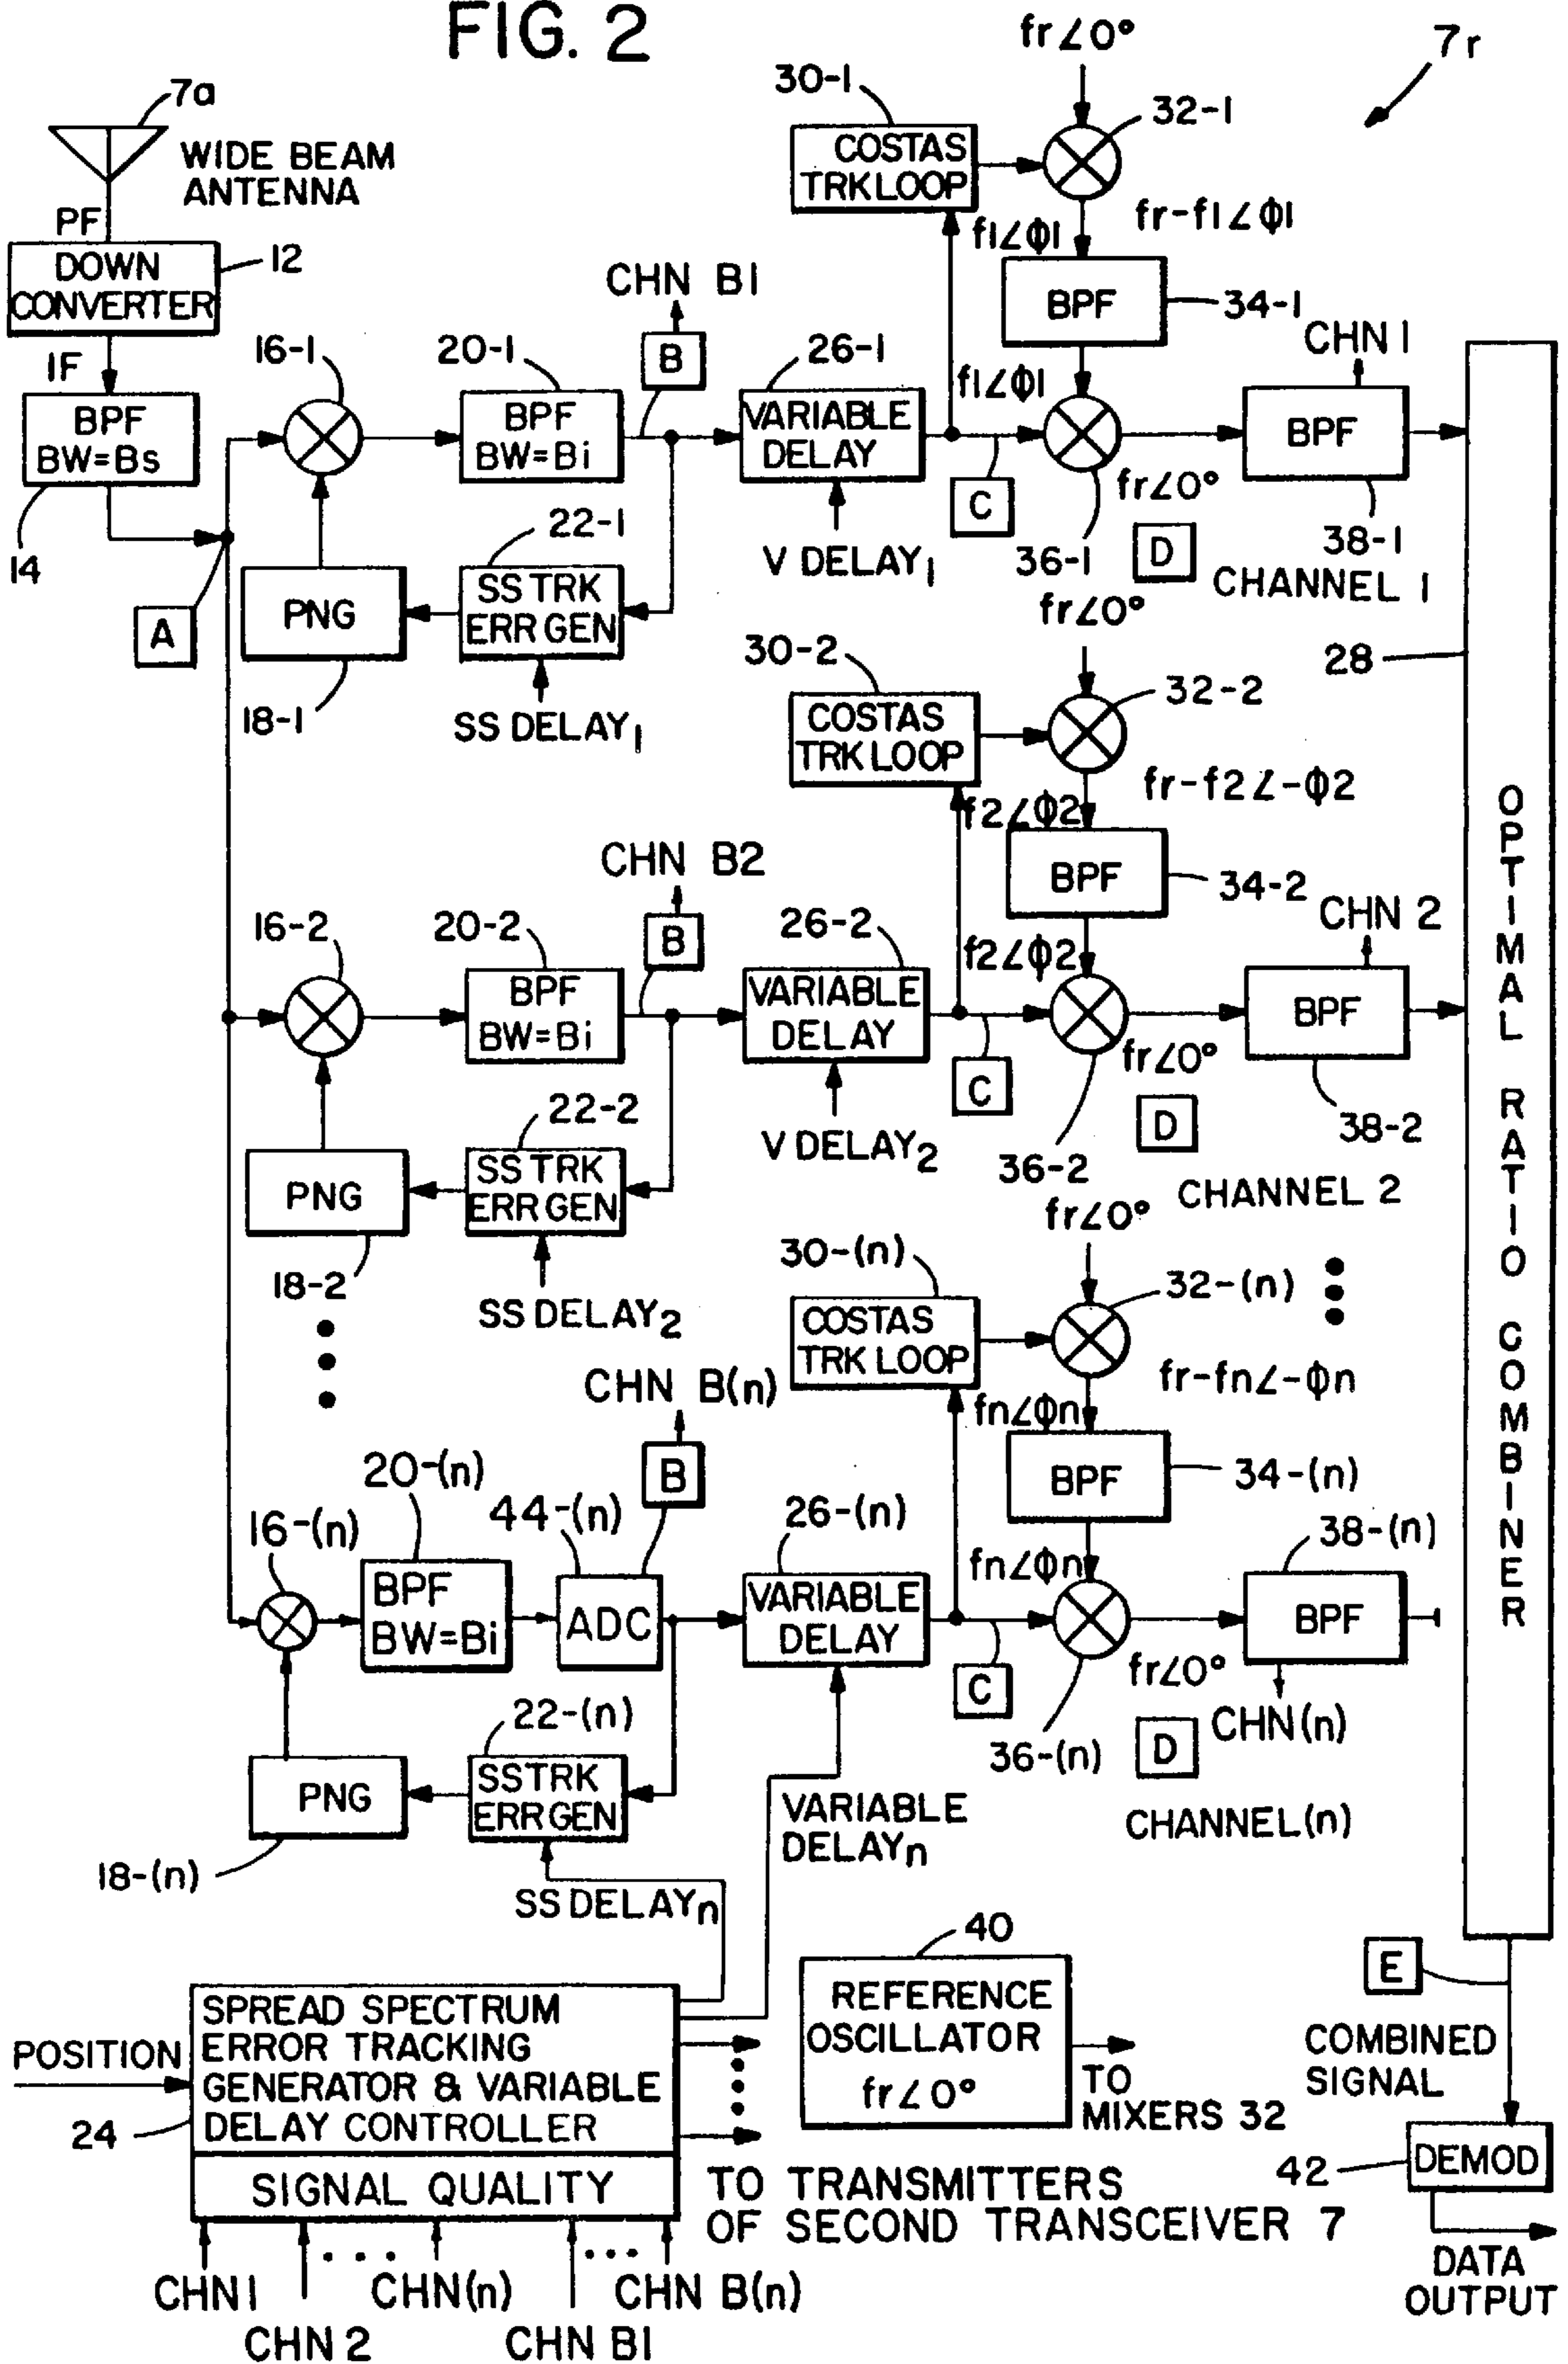 FIG. 2
fr∠0°
7r
30-1
7a
32-1
COSTAS
TRK LOOP
WIDE BEAM
ANTENNA
PF
fr-f1∠ϕ1
f1∠ϕ1
DOWN
CONVERTER
12
CHN B1
BPF
34-1
IF
16-1
20-1
B
26-1
CHN 1
f1∠ϕ1
BPF
BW=Bs
BPF
BW=Bi
VARIABLE
DELAY
BPF
fr∠0°
C
14
22-1
V DELAY1
36-1
D
38-1
CHANNEL 1
A
PNG
SS TRK
ERR GEN
fr∠0°
28
30-2
32-2
18-1
SS DELAY1
COSTAS
TRK LOOP
fr-f2∠-ϕ2
f2∠ϕ2
OPTIMAL RATIO COMBINER
CHN B2
BPF
34-2
16-2
20-2
B
26-2
CHN 2
f2∠ϕ2
BPF
BW=Bi
VARIABLE
DELAY
BPF
fr∠0°
C
22-2
V DELAY2
36-2
D
38-2
CHANNEL 2
PNG
SS TRK
ERR GEN
fr∠0°
18-2
SS DELAY2
30-(n)
32-(n)
COSTAS
TRK LOOP
CHN B(n)
fr-fn∠-ϕn
fn∠ϕn
20-(n)
B
BPF
34-(n)
16-(n)
44-(n)
26-(n)
38-(n)
fn∠ϕn
BPF
BW=Bi
ADC
VARIABLE
DELAY
BPF
fr∠0°
C
22-(n)
36-(n)
D
CHN(n)
PNG
SS TRK
ERR GEN
VARIABLE
DELAYn
CHANNEL(n)
18-(n)
SS DELAYn
40
E
SPREAD SPECTRUM
ERROR TRACKING
GENERATOR & VARIABLE
DELAY CONTROLLER
POSITION
24
REFERENCE
OSCILLATOR
fr∠0°
TO
MIXERS 32
COMBINED
SIGNAL
SIGNAL QUALITY
TO TRANSMITTERS
OF SECOND TRANSCEIVER 7
42
DEMOD
DATA
OUTPUT
CHN 1
CHN(n)
CHN B(n)
CHN 2
CHN B1